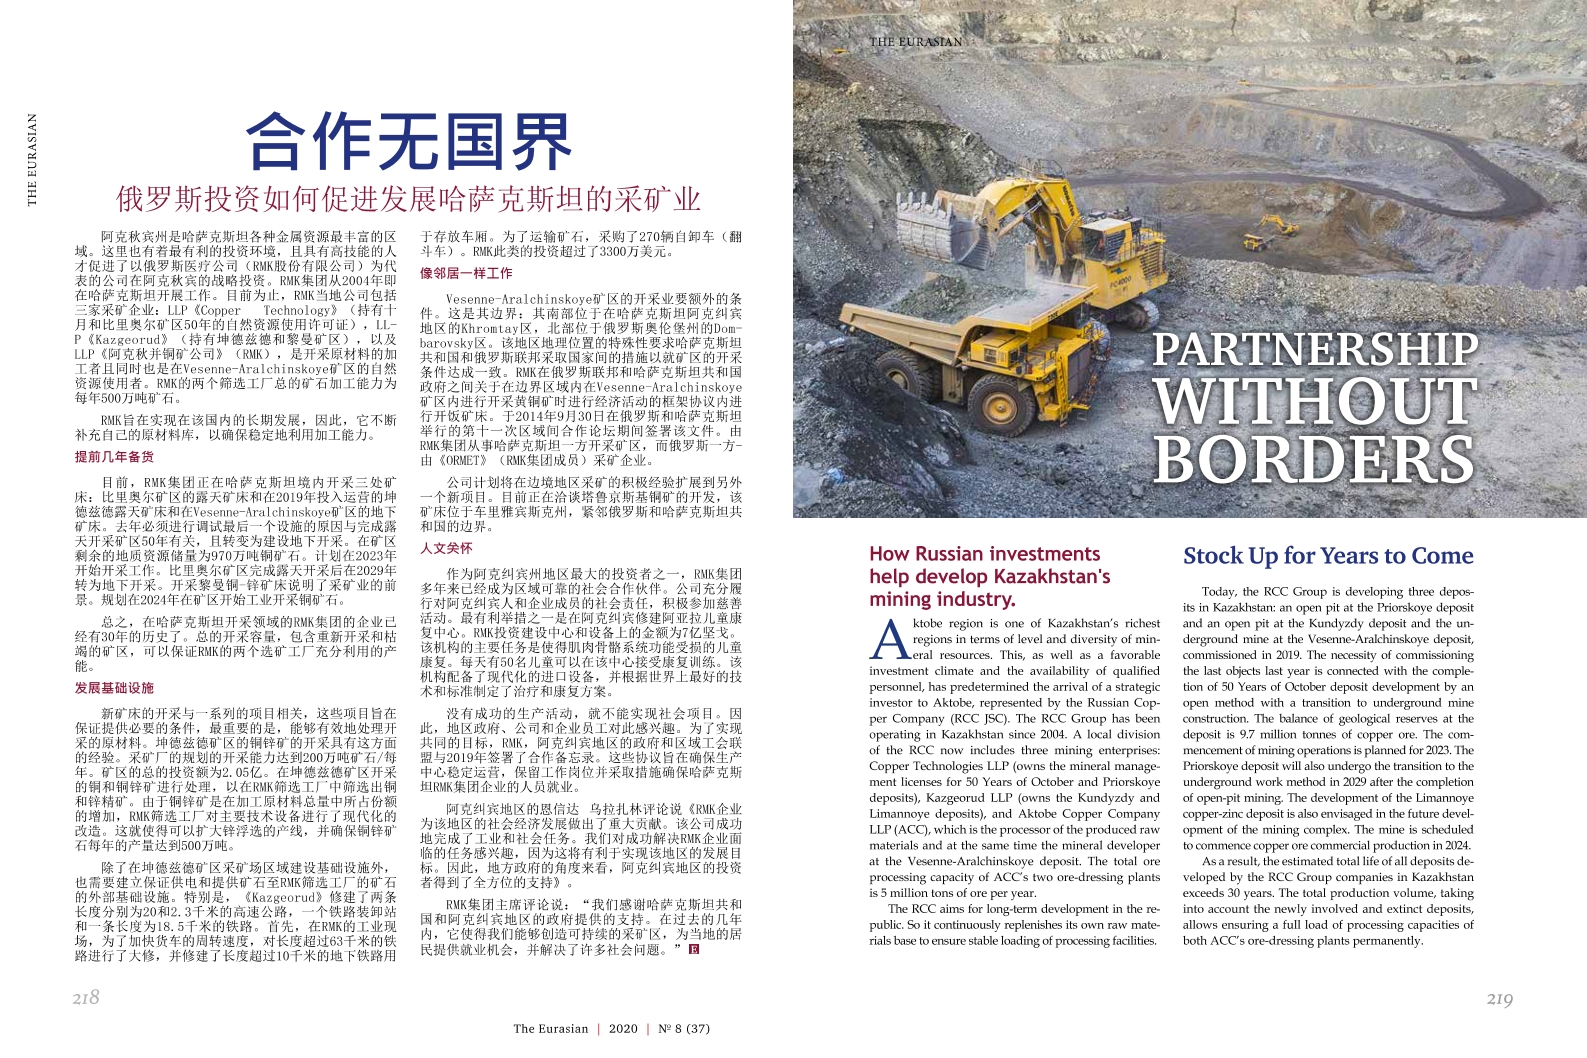 THE EURASIAN
合作无国界
俄罗斯投资如何促进发展哈萨克斯坦的采矿业
阿克秋宾州是哈萨克斯坦各种金属资源最丰富的区
域。这里也有着最有利的投资环境，且具有高技能的人
才促进了以俄罗斯医疗公司（RMK股份有限公司）为代
表的公司在阿克秋宾的战略投资。RMK集团从2004年即
在哈萨克斯坦开展工作。目前为止，RMK当地公司包括
三家采矿企业：LLP《Copper Technology》（持有十
月和比里奥尔矿区50年的自然资源使用许可证），LL-
P《Kazgeorud》（持有坤德兹德和黎曼矿区），以及
LLP《阿克秋并铜矿公司》（RMK），是开采原材料的加
工者且同时也是在Vesenne-Aralchinskoye矿区的自然
资源使用者。RMK的两个筛选工厂总的矿石加工能力为
每年500万吨矿石。
RMK旨在实现在该国内的长期发展，因此，它不断
补充自己的原材料库，以确保稳定地利用加工能力。
提前几年备货
目前，RMK集团正在哈萨克斯坦境内开采三处矿
床：比里奥尔矿区的露天矿床和在2019年投入运营的坤
德兹德露天矿床和在Vesenne-Aralchinskoye矿区的地下
矿床。去年必须进行调试最后一个设施的原因与完成露
天开采矿区50年有关，且转变为建设地下开采。在矿区
剩余的地质资源储量为970万吨铜矿石。计划在2023年
开始开采工作。比里奥尔矿区完成露天开采后在2029年
转为地下开采。开采黎曼铜-锌矿床说明了采矿业的前
景。规划在2024年在矿区开始工业开采铜矿石。
总之，在哈萨克斯坦开采领域的RMK集团的企业已
经有30年的历史了。总的开采容量，包含重新开采和枯
竭的矿区，可以保证RMK的两个选矿工厂充分利用的产
能。
发展基础设施
新矿床的开采与一系列的项目相关，这些项目旨在
保证提供必要的条件，最重要的是，能够有效地处理开
采的原材料。坤德兹德矿区的铜锌矿的开采具有这方面
的经验。采矿厂的规划的开采能力达到200万吨矿石/每
年。矿区的总的投资额为2.05亿。在坤德兹德矿区开采
的铜和铜锌矿进行处理，以在RMK筛选工厂中筛选出铜
和锌精矿。由于铜锌矿是在加工原材料总量中所占份额
的增加，RMK筛选工厂对主要技术设备进行了现代化的
改造。这就使得可以扩大锌浮选的产线，并确保铜锌矿
石每年的产量达到500万吨。
除了在坤德兹德矿区采矿场区域建设基础设施外，
也需要建立保证供电和提供矿石至RMK筛选工厂的矿石
的外部基础设施。特别是，《Kazgeorud》修建了两条
长度分别为20和2.3千米的高速公路，一个铁路装卸站
和一条长度为18.5千米的铁路。首先，在RMK的工业现
场，为了加快货车的周转速度，对长度超过63千米的铁
路进行了大修，并修建了长度超过10千米的地下铁路用
于存放车厢。为了运输矿石，采购了270辆自卸车（翻
斗车）。RMK此类的投资超过了3300万美元。
像邻居一样工作
Vesenne-Aralchinskoye矿区的开采业要额外的条
件。这是其边界：其南部位于在哈萨克斯坦阿克纠宾
地区的Khromtay区，北部位于俄罗斯奥伦堡州的Dom-
barovsky区。该地区地理位置的特殊性要求哈萨克斯坦
共和国和俄罗斯联邦采取国家间的措施以就矿区的开采
条件达成一致。RMK在俄罗斯联邦和哈萨克斯坦共和国
政府之间关于在边界区域内在Vesenne-Aralchinskoye
矿区内进行开采黄铜矿时进行经济活动的框架协议内进
行开饭矿床。于2014年9月30日在俄罗斯和哈萨克斯坦
举行的第十一次区域间合作论坛期间签署该文件。由
RMK集团从事哈萨克斯坦一方开采矿区，而俄罗斯一方-
由《ORMET》（RMK集团成员）采矿企业。
公司计划将在边境地区采矿的积极经验扩展到另外
一个新项目。目前正在洽谈塔鲁京斯基铜矿的开发，该
矿床位于车里雅宾斯克州，紧邻俄罗斯和哈萨克斯坦共
和国的边界。
人文关怀
作为阿克纠宾州地区最大的投资者之一，RMK集团
多年来已经成为区域可靠的社会合作伙伴。公司充分履
行对阿克纠宾人和企业成员的社会责任，积极参加慈善
活动。最有利举措之一是在阿克纠宾修建阿亚拉儿童康
复中心。RMK投资建设中心和设备上的金额为7亿坚戈。
该机构的主要任务是使得肌肉骨骼系统功能受损的儿童
康复。每天有50名儿童可以在该中心接受康复训练。该
机构配备了现代化的进口设备，并根据世界上最好的技
术和标准制定了治疗和康复方案。
没有成功的生产活动，就不能实现社会项目。因
此，地区政府、公司和企业员工对此感兴趣。为了实现
共同的目标，RMK，阿克纠宾地区的政府和区域工会联
盟与2019年签署了合作备忘录。这些协议旨在确保生产
中心稳定运营，保留工作岗位并采取措施确保哈萨克斯
坦RMK集团企业的人员就业。
阿克纠宾地区的恩信达 乌拉扎林评论说《RMK企业
为该地区的社会经济发展做出了重大贡献。该公司成功
地完成了工业和社会任务。我们对成功解决RMK企业面
临的任务感兴趣，因为这将有利于实现该地区的发展目
标。因此，地方政府的角度来看，阿克纠宾地区的投资
者得到了全方位的支持》。
RMK集团主席评论说：“我们感谢哈萨克斯坦共和
国和阿克纠宾地区的政府提供的支持。在过去的几年
内，它使得我们能够创造可持续的采矿区，为当地的居
民提供就业机会，并解决了许多社会问题。” E
218
The Eurasian | 2020 | № 8 (37)
THE EURASIAN
PC4000
PARTNERSHIP
WITHOUT
BORDERS
How Russian investments
help develop Kazakhstan's
mining industry.
Aktobe region is one of Kazakhstan’s richest
regions in terms of level and diversity of min-
eral resources. This, as well as a favorable
investment climate and the availability of qualified
personnel, has predetermined the arrival of a strategic
investor to Aktobe, represented by the Russian Cop-
per Company (RCC JSC). The RCC Group has been
operating in Kazakhstan since 2004. A local division
of the RCC now includes three mining enterprises:
Copper Technologies LLP (owns the mineral manage-
ment licenses for 50 Years of October and Priorskoye
deposits), Kazgeorud LLP (owns the Kundyzdy and
Limannoye deposits), and Aktobe Copper Company
LLP (ACC), which is the processor of the produced raw
materials and at the same time the mineral developer
at the Vesenne-Aralchinskoye deposit. The total ore
processing capacity of ACC’s two ore-dressing plants
is 5 million tons of ore per year.
The RCC aims for long-term development in the re-
public. So it continuously replenishes its own raw mate-
rials base to ensure stable loading of processing facilities.
Stock Up for Years to Come
Today, the RCC Group is developing three depos-
its in Kazakhstan: an open pit at the Priorskoye deposit
and an open pit at the Kundyzdy deposit and the un-
derground mine at the Vesenne-Aralchinskoye deposit,
commissioned in 2019. The necessity of commissioning
the last objects last year is connected with the comple-
tion of 50 Years of October deposit development by an
open method with a transition to underground mine
construction. The balance of geological reserves at the
deposit is 9.7 million tonnes of copper ore. The com-
mencement of mining operations is planned for 2023. The
Priorskoye deposit will also undergo the transition to the
underground work method in 2029 after the completion
of open-pit mining. The development of the Limannoye
copper-zinc deposit is also envisaged in the future devel-
opment of the mining complex. The mine is scheduled
to commence copper ore commercial production in 2024.
As a result, the estimated total life of all deposits de-
veloped by the RCC Group companies in Kazakhstan
exceeds 30 years. The total production volume, taking
into account the newly involved and extinct deposits,
allows ensuring a full load of processing capacities of
both ACC’s ore-dressing plants permanently.
219